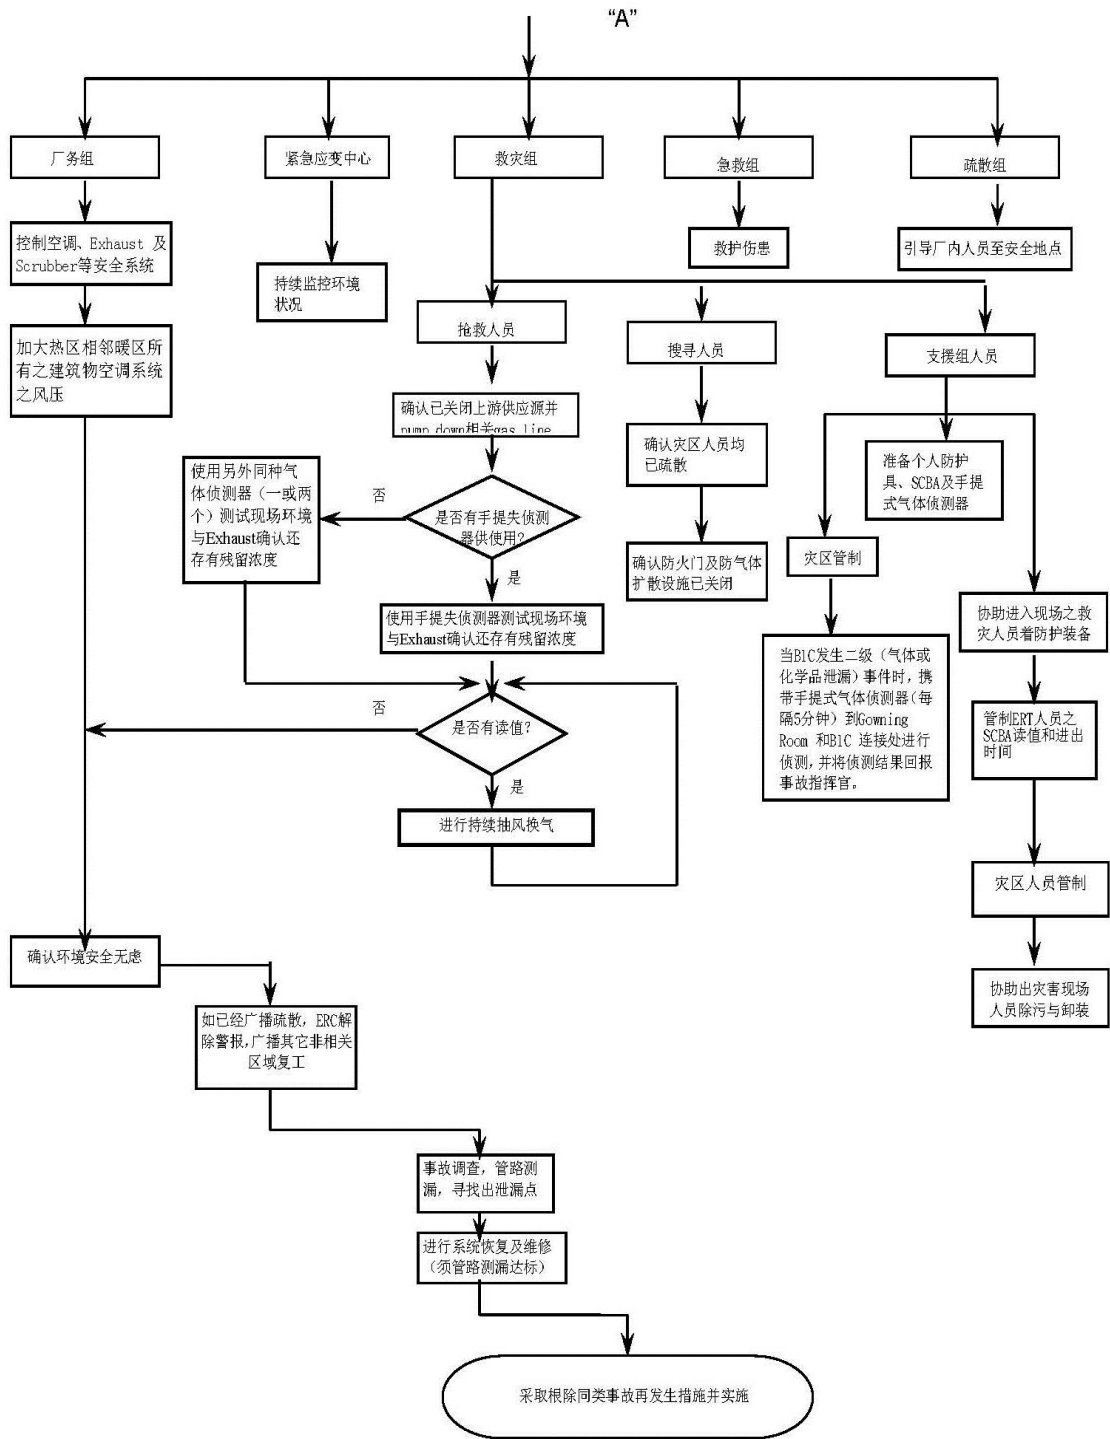 “A”
厂务组
紧急应变中心
救灾组
急救组
疏散组
控制空调、Exhaust 及
Scrubber等安全系统
持续监控环境
状况
救护伤患
引导厂内人员至安全地点
加大热区相邻暖区所
有之建筑物空调系统
之风压
抢救人员
搜寻人员
支援组人员
确认已关闭上游供应源并
pump down相关gas line
确认灾区人员均
已疏散
准备个人防护
具、SCBA及手提
式气体侦测器
使用另外同种气
体侦测器（一或两
个）测试现场环境
与Exhaust确认还
存有残留浓度
否
是否有手提失侦测
器供使用?
是
确认防火门及防气体
扩散设施已关闭
灾区管制
使用手提失侦测器测试现场环境
与Exhaust确认还存有残留浓度
协助进入现场之救
灾人员着防护装备
当B1C发生二级（气体或
化学品泄漏）事件时，携
带手提式气体侦测器（每
隔5分钟）到Gowning
Room 和B1C 连接处进行
侦测,并将侦测结果回报
事故指挥官。
否
是否有读值?
是
管制ERT人员之
SCBA读值和进出
时间
进行持续抽风换气
灾区人员管制
确认环境安全无虑
协助出灾害现场
人员除污与卸装
如已经广播疏散，ERC解
除警报,广播其它非相关
区域复工
事故调查，管路测
漏，寻找出泄漏点
进行系统恢复及维修
（须管路测漏达标）
采取根除同类事故再发生措施并实施